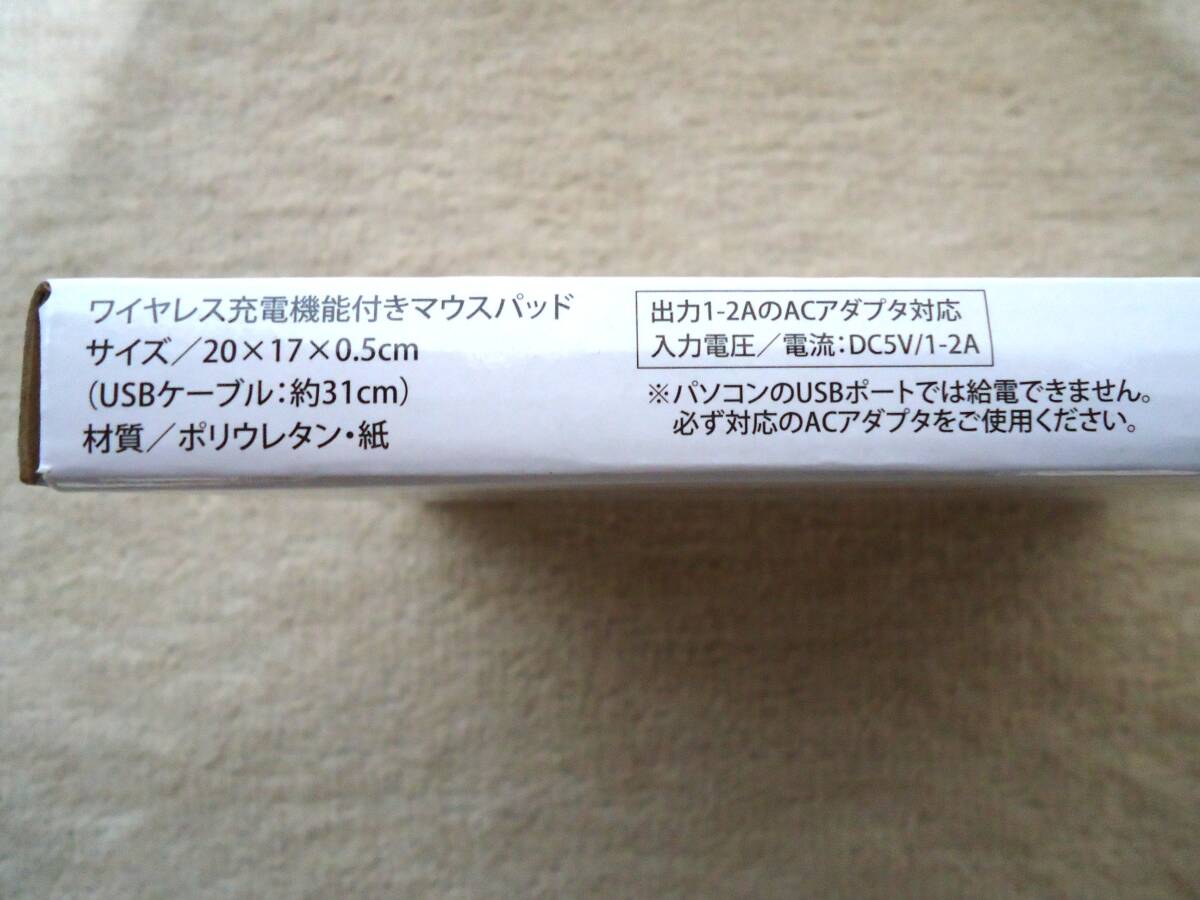 ワイヤレス充電機能付きマウスパッド
サイズ／20×17×0.5cm
(USBケーブル：約31cm)
材質／ポリウレタン・紙
出力1-2AのACアダプタ対応
入力電圧／電流：DC5V/1-2A
※パソコンのUSBポートでは給電できません。
必ず対応のACアダプタをご使用ください。